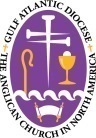 GULF ATLANTIC DIOCESE
THE ANGLICAN CHURCH IN NORTH AMERICA